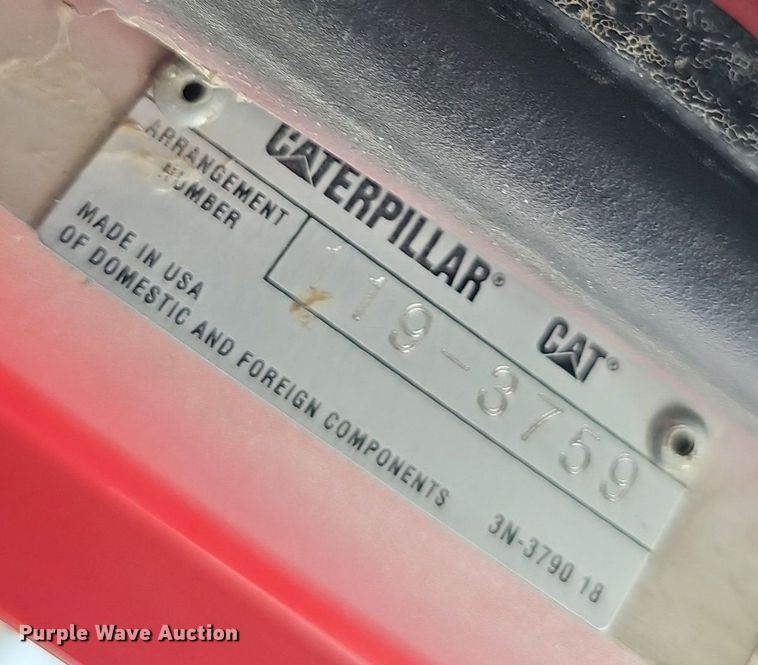 CATERPILLAR® CAT®
ARRANGEMENT
NUMBER
119-3759
MADE IN USA
OF DOMESTIC AND FOREIGN COMPONENTS
3N-3790 18
Purple Wave Auction